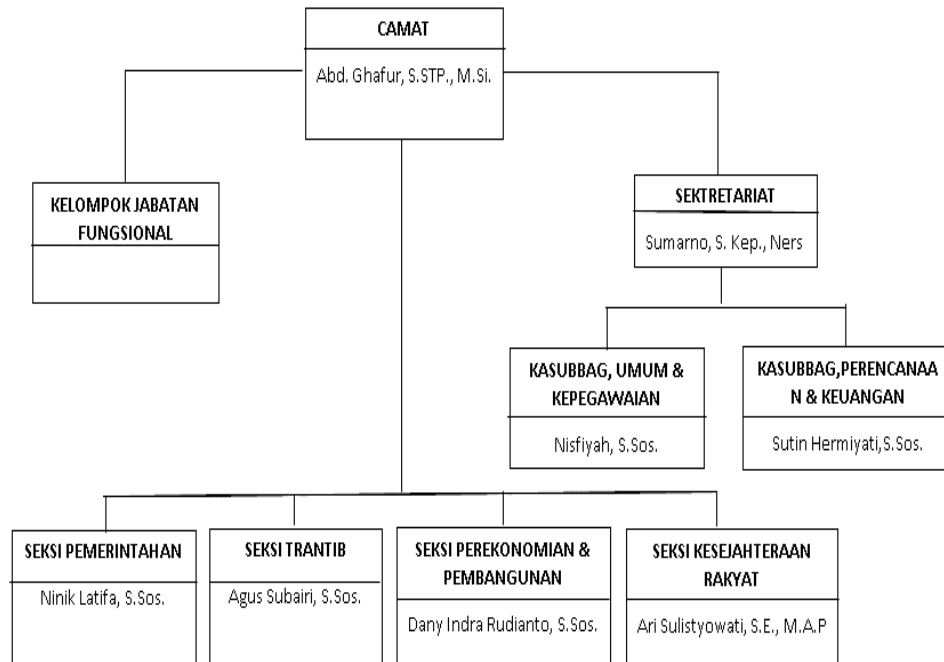 CAMAT
Abd. Ghafur, S.STP., M.Si.
KELOMPOK JABATAN
FUNGSIONAL
SEKTRETARIAT
Sumarno, S. Kep., Ners
KASUBBAG, UMUM &
KEPEGAWAIAN
Nisfiyah, S.Sos.
KASUBBAG,PERENCANAA
N & KEUANGAN
Sutin Hermiyati,S.Sos.
SEKSI PEMERINTAHAN
Ninik Latifa, S.Sos.
SEKSI TRANTIB
Agus Subairi, S.Sos.
SEKSI PEREKONOMIAN &
PEMBANGUNAN
Dany Indra Rudianto, S.Sos.
SEKSI KESEJAHTERAAN
RAKYAT
Ari Sulistyowati, S.E., M.A.P